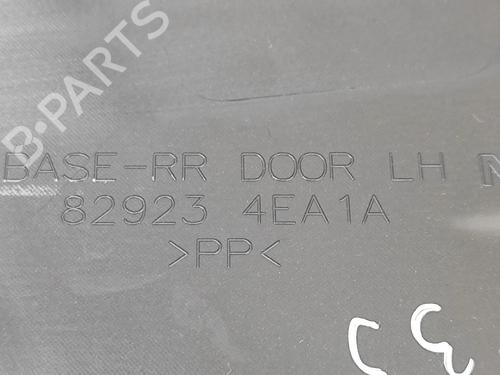 B-PARTS
BASE-RR DOOR LH
82923 4EA1A
>PP<